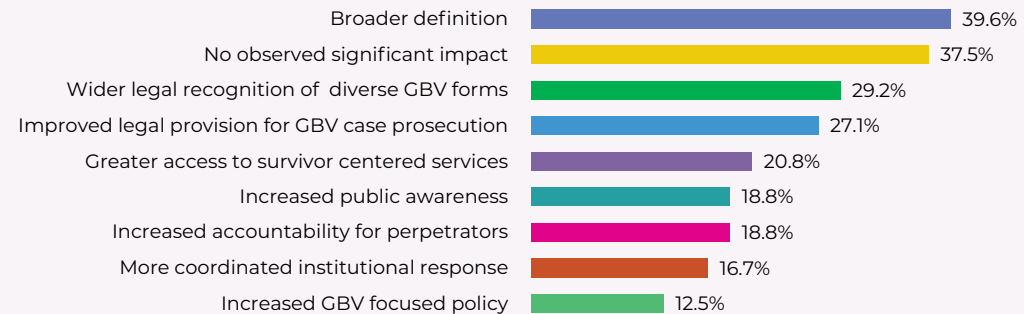 Broader definition 39.6%
No observed significant impact 37.5%
Wider legal recognition of diverse GBV forms 29.2%
Improved legal provision for GBV case prosecution 27.1%
Greater access to survivor centered services 20.8%
Increased public awareness 18.8%
Increased accountability for perpetrators 18.8%
More coordinated institutional response 16.7%
Increased GBV focused policy 12.5%